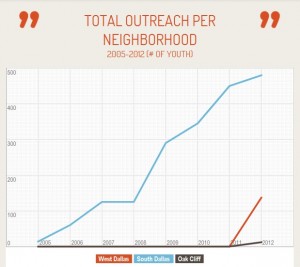 TOTAL OUTREACH PER
NEIGHBORHOOD
2005-2012 (# OF YOUTH)
500
400
300
200
100
0
2005 2006 2007 2008 2009 2010 2011 2012
West Dallas South Dallas Oak Cliff